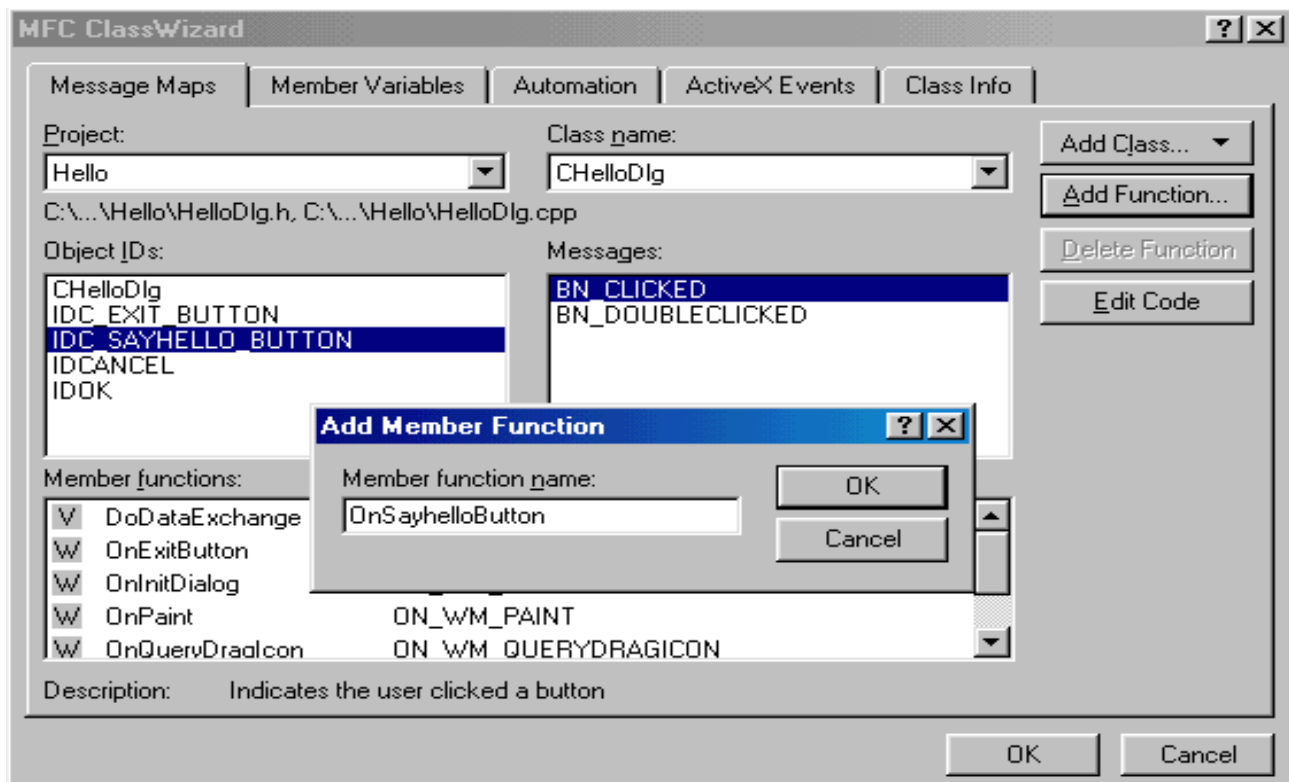 MFC ClassWizard
Message Maps Member Variables Automation ActiveX Events Class Info
Project: Class name:
Hello CHelloDlg
Add Class...
C:\...\Hello\HelloDlg.h, C:\...\Hello\HelloDlg.cpp
Add Function...
Object IDs: Messages:
Delete Function
CHelloDlg BN_CLICKED
Edit Code
IDC_EXIT_BUTTON BN_DOUBLECLICKED
IDC_SAYHELLO_BUTTON
IDCANCEL
IDOK
Add Member Function
Member function name:
OnSayhelloButton
OK
Cancel
Member functions:
V DoDataExchange
W OnExitButton
W OnInitDialog
W OnPaint ON_WM_PAINT
W OnQueryDragIcon ON_WM_QUERYDRAGICON
Description: Indicates the user clicked a button
OK Cancel